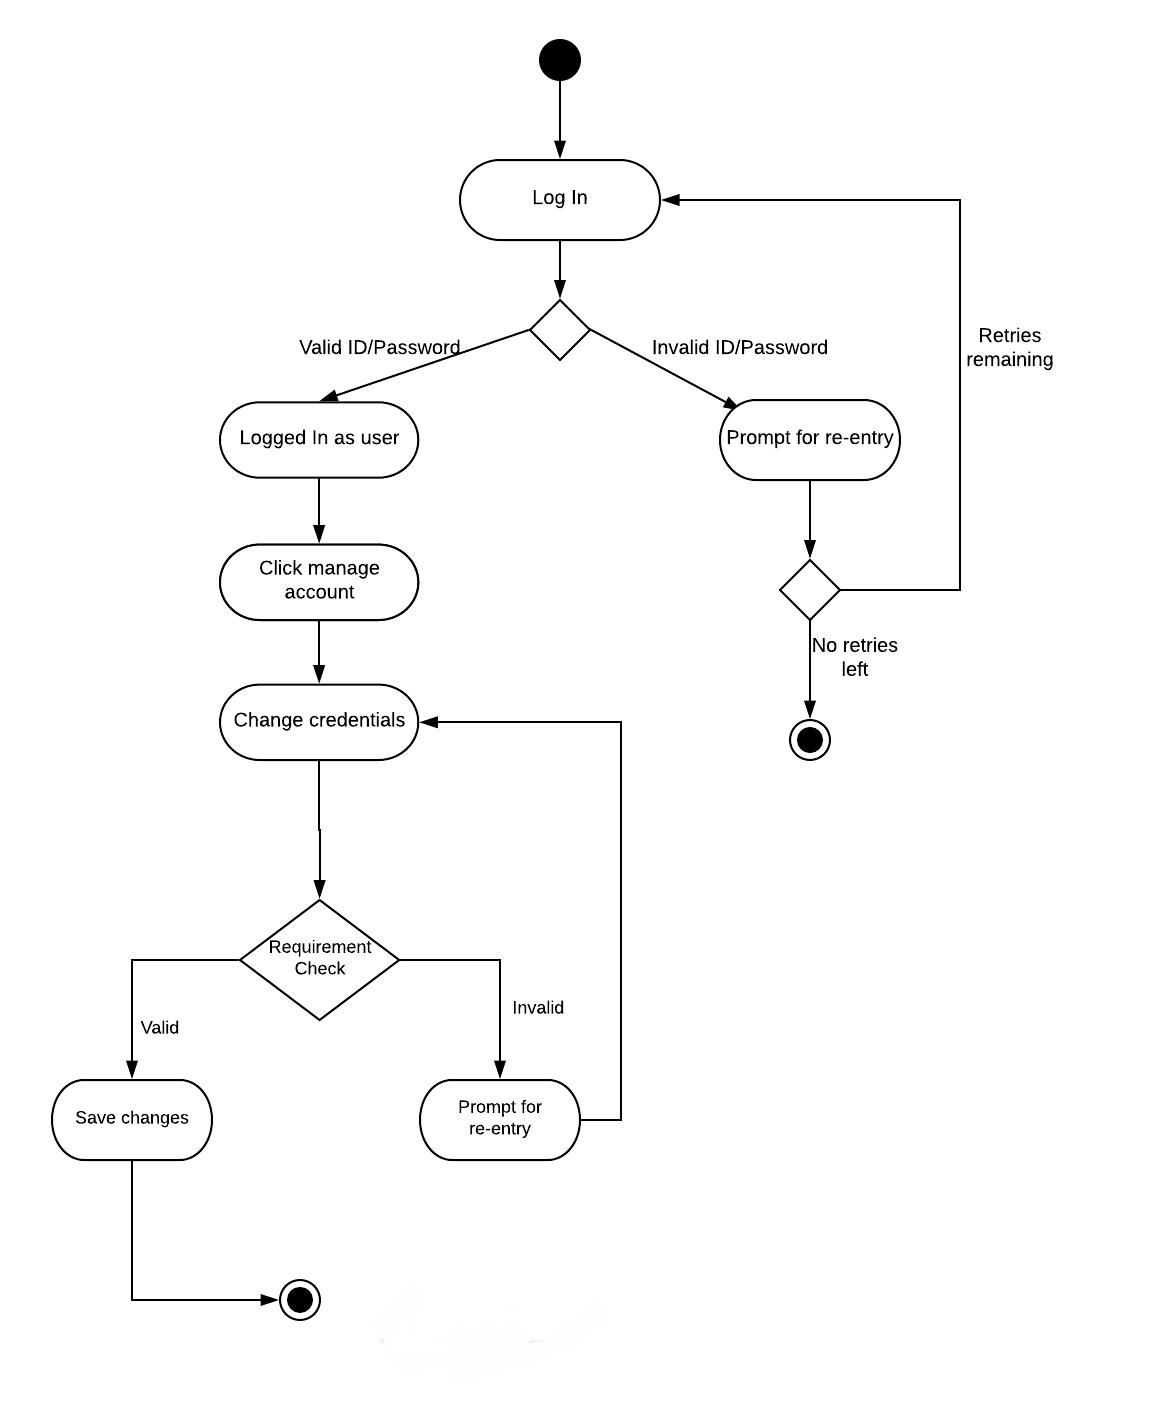 Log In
Valid ID/Password
Invalid ID/Password
Retries
remaining
Logged In as user
Prompt for re-entry
Click manage
account
No retries
left
Change credentials
Requirement
Check
Valid
Invalid
Save changes
Prompt for
re-entry